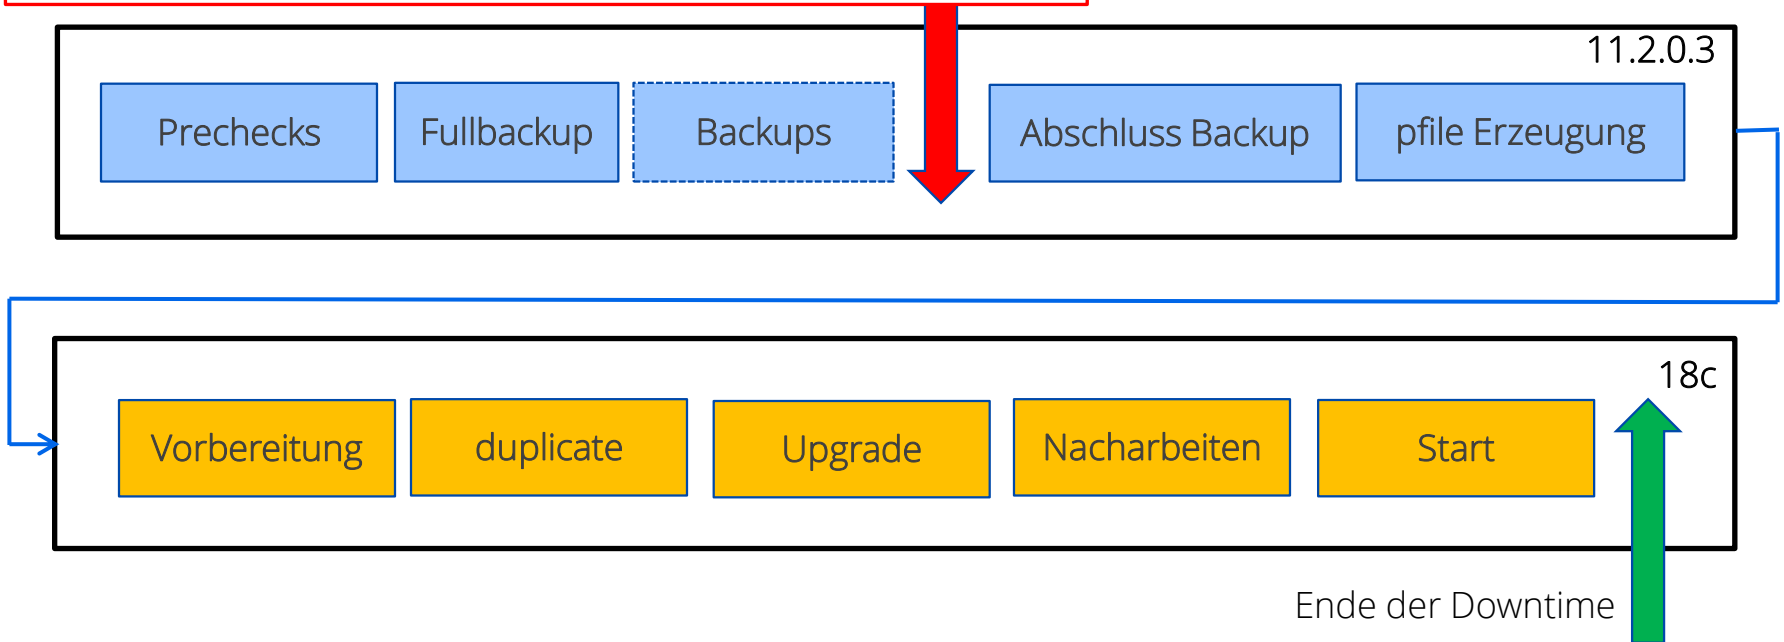 11.2.0.3
Prechecks
Fullbackup
Backups
Abschluss Backup
pfile Erzeugung
18c
Vorbereitung
duplicate
Upgrade
Nacharbeiten
Start
Ende der Downtime